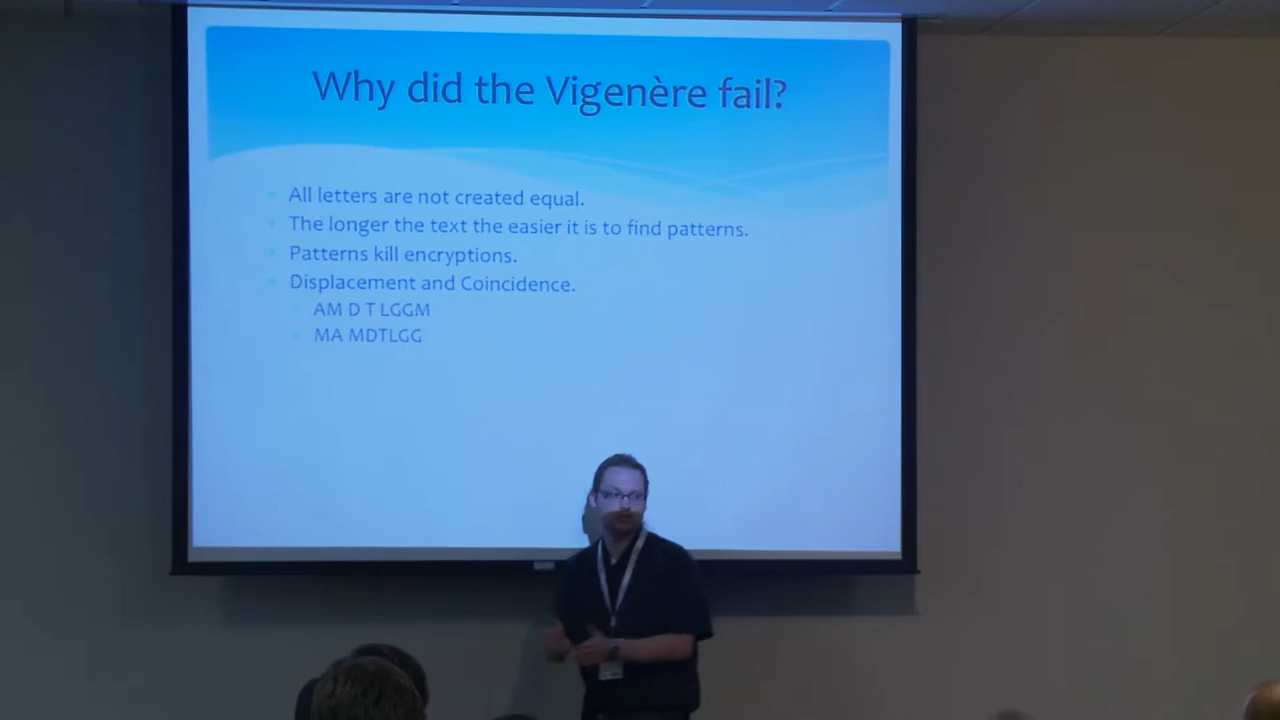 Why did the Vigenère fail?
All letters are not created equal.
The longer the text the easier it is to find patterns.
Patterns kill encryptions.
Displacement and Coincidence.
AM D T LGGM
MA MDTLGG